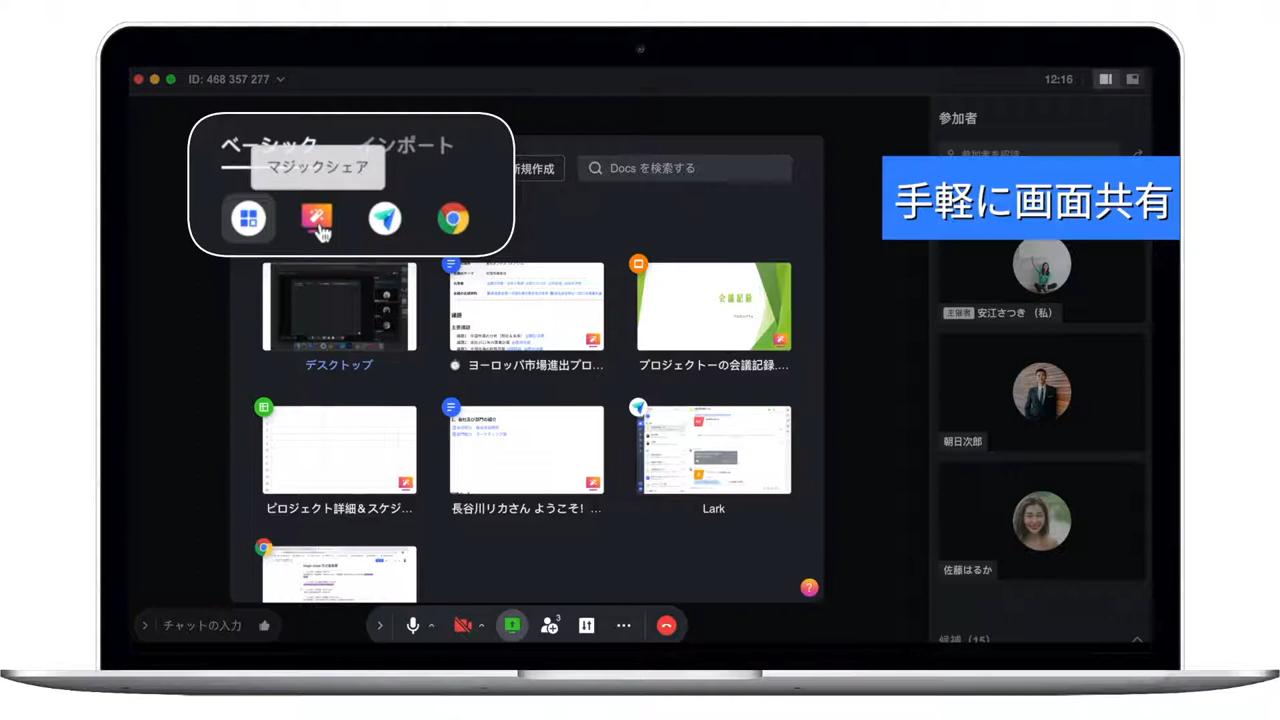 ID: 468 357 277
12:16
ベーシック
インポート
マジックシェア
新規作成
Docs を検索する
参加者
手軽に画面共有
主催者 安江さつき （私）
デスクトップ
ヨーロッパ市場進出プロ...
プロジェクトーの会議記録....
会議記録
朝日次郎
ピロジェクト詳細＆スケジ...
長谷川リカさん ようこそ！...
Lark
佐藤はるか
チャットの入力
3
候補 (15)